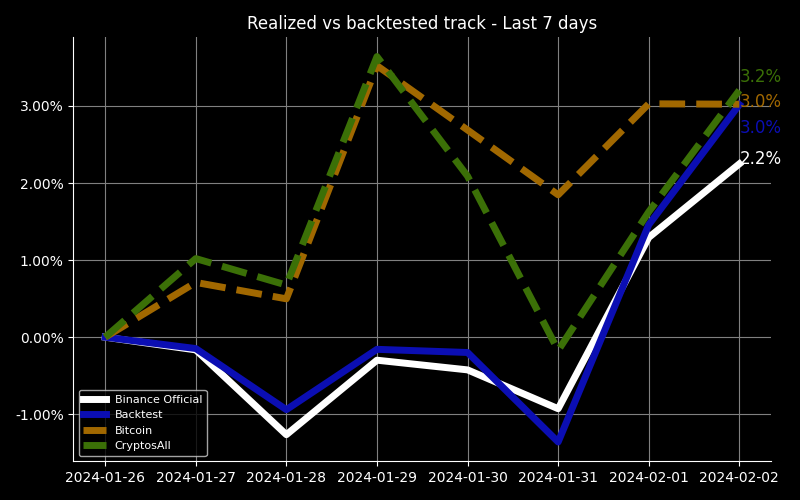 Realized vs backtested track - Last 7 days
3.2%
3.00%
3.0%
3.0%
2.2%
2.00%
1.00%
0.00%
-1.00%
Binance Official
Backtest
Bitcoin
CryptosAll
2024-01-26 2024-01-27 2024-01-28 2024-01-29 2024-01-30 2024-01-31 2024-02-01 2024-02-02